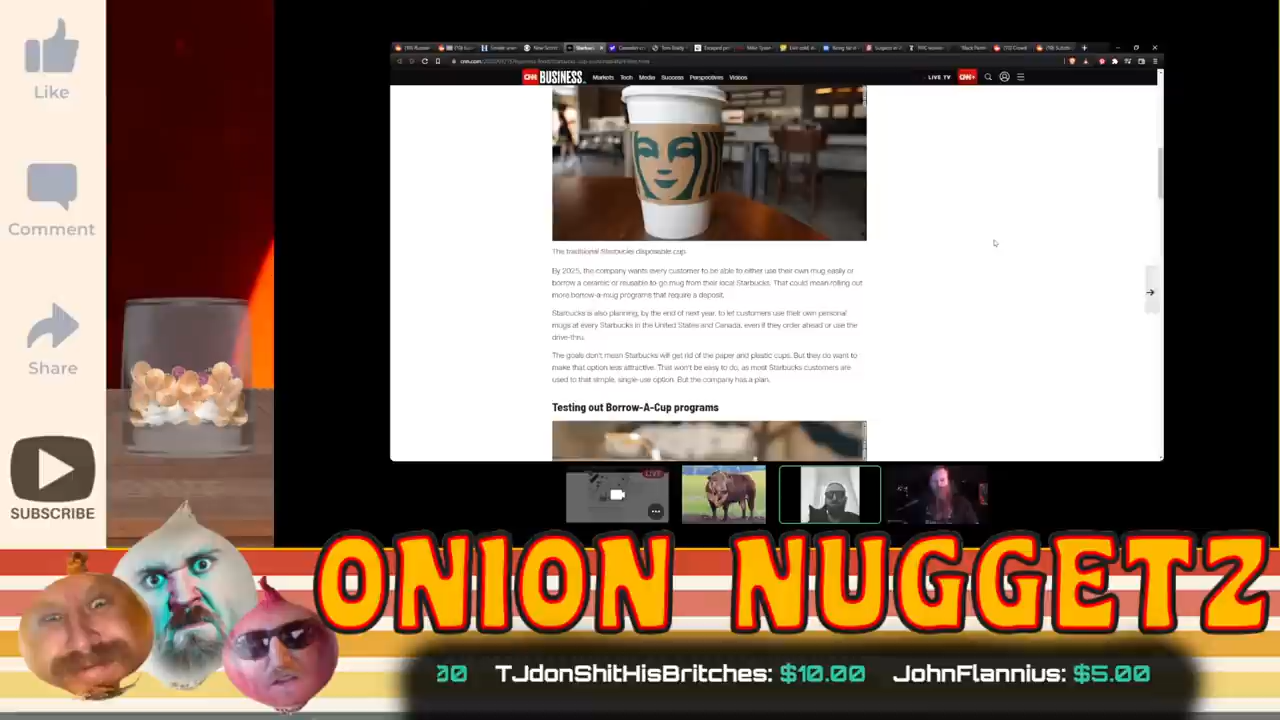 Like
Comment
Share
SUBSCRIBE
CNN BUSINESS
Markets Tech Media Success Perspectives Videos
LIVE TV CNN+
The traditional Starbucks disposable cup.
By 2025, the company wants every customer to be able to either use their own mug easily or
borrow a ceramic or reusable to-go mug from their local Starbucks. That could mean rolling out
more borrow-a-mug programs that require a deposit.
Starbucks is also planning, by the end of next year, to let customers use their own personal
mugs at every Starbucks in the United States and Canada, even if they order ahead or use the
drive-thru.
The goals don't mean Starbucks will get rid of the paper and plastic cups. But they do want to
make that option less attractive. That won't be easy to do, as most Starbucks customers are
used to that simple, single-use option. But the company has a plan.
Testing out Borrow-A-Cup programs
LIVE
ONION NUGGETZ
00 TJdonShitHisBritches: $10.00 JohnFlannius: $5.00